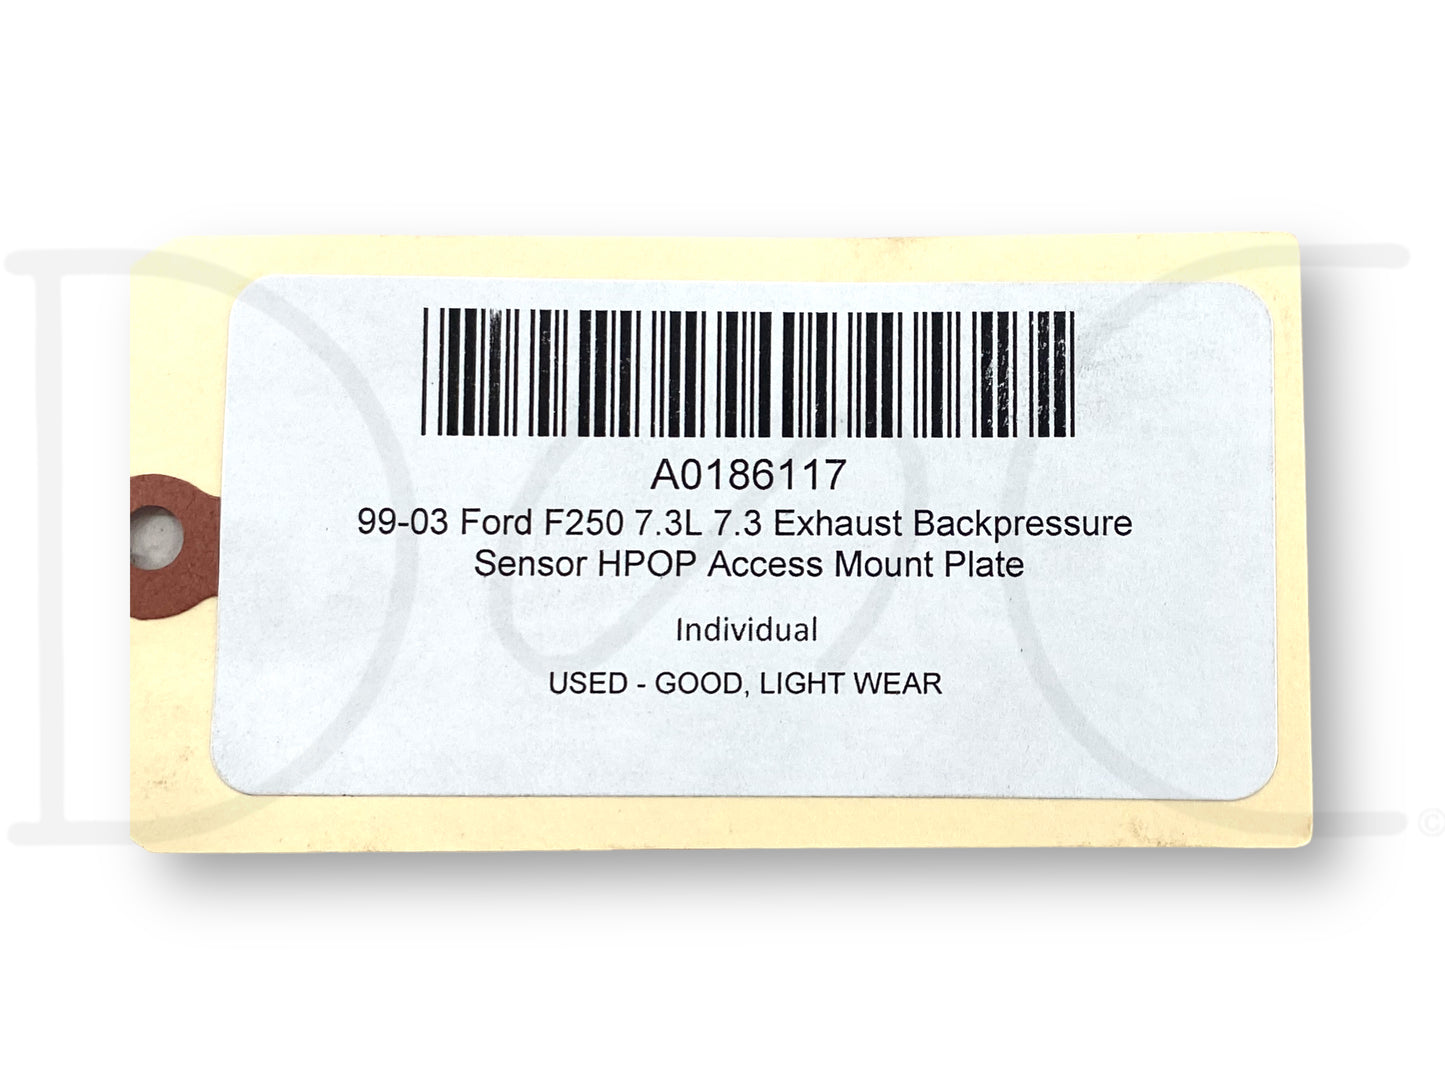 A0186117
99-03 Ford F250 7.3L 7.3 Exhaust Backpressure
Sensor HPOP Access Mount Plate
Individual
USED - GOOD, LIGHT WEAR
©